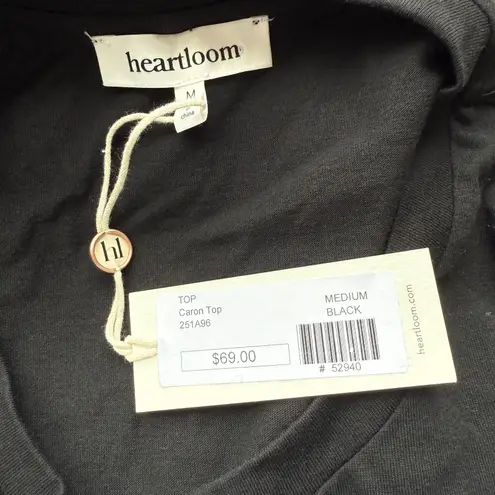 heartloom
M
china
hl
TOP
Caron Top
251A96
$69.00
MEDIUM
BLACK
# 52940
heartloom.com